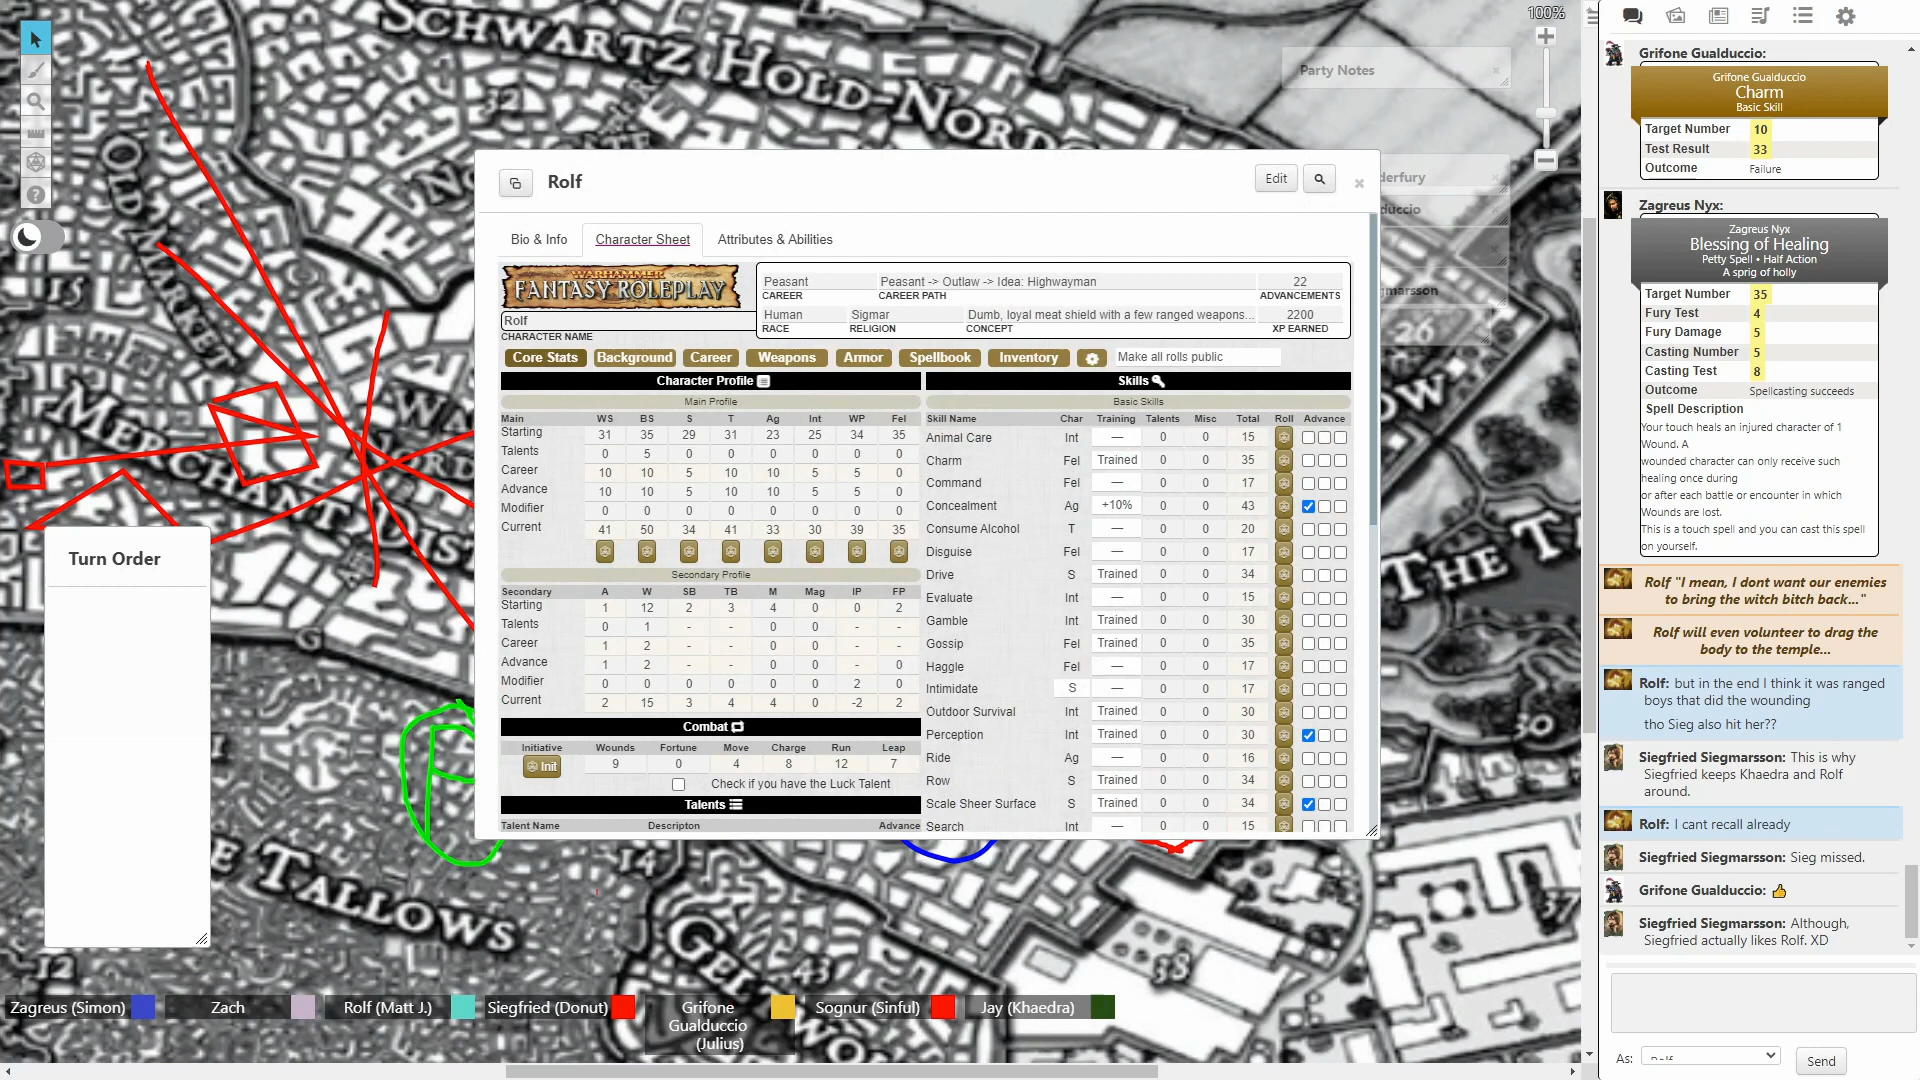 SCHWARTZ HOLD-NORD
32
100%
Party Notes
OLD MARKET
15
MERCHANT DIS
Turn Order
G
THE T
30
E TALLOWS
14
12
43
33
37
derfury
duccio
gmarsson
26
Rolf
Edit
Bio & Info
Character Sheet
Attributes & Abilities
WARHAMMER
FANTASY ROLEPLAY
Peasant
Peasant -> Outlaw -> Idea: Highwayman
22
CAREER
CAREER PATH
ADVANCEMENTS
Human
Sigmar
Dumb, loyal meat shield with a few ranged weapons...
2200
RACE
RELIGION
CONCEPT
XP EARNED
Rolf
CHARACTER NAME
Core Stats
Background
Career
Weapons
Armor
Spellbook
Inventory
Make all rolls public
Character Profile
Main Profile
Main WS BS S T Ag Int WP Fel
Starting 31 35 29 31 23 25 34 35
Talents 0 5 0 0 0 0 0 0
Career 10 10 5 10 10 5 5 0
Advance 10 10 5 10 10 5 5 0
Modifier 0 0 0 0 0 0 0 0
Current 41 50 34 41 33 30 39 35
Secondary Profile
Secondary A W SB TB M Mag IP FP
Starting 1 12 2 3 4 0 0 2
Talents 0 1 - - 0 0 - -
Career 1 2 - - 0 0 - -
Advance 1 2 - - 0 0 - 0
Modifier 0 0 0 0 0 0 2 0
Current 2 15 3 4 4 0 -2 2
Combat
Initiative Wounds Fortune Move Charge Run Leap
Init 9 0 4 8 12 7
Check if you have the Luck Talent
Talents
Talent Name Descripton Advance
Skills
Basic Skills
Skill Name Char Training Talents Misc Total Roll Advance
Animal Care Int — 0 0 15
Charm Fel Trained 0 0 35
Command Fel — 0 0 17
Concealment Ag +10% 0 0 43
Consume Alcohol T — 0 0 20
Disguise Fel — 0 0 17
Drive S Trained 0 0 34
Evaluate Int — 0 0 15
Gamble Int Trained 0 0 30
Gossip Fel Trained 0 0 35
Haggle Fel — 0 0 17
Intimidate S — 0 0 17
Outdoor Survival Int Trained 0 0 30
Perception Int Trained 0 0 30
Ride Ag — 0 0 16
Row S Trained 0 0 34
Scale Sheer Surface S Trained 0 0 34
Search Int — 0 0 15
Zagreus (Simon)
Zach
Rolf (Matt J.)
Siegfried (Donut)
Grifone
Gualduccio
(Julius)
Sognur (Sinful)
Jay (Khaedra)
Grifone Gualduccio:
Grifone Gualduccio
Charm
Basic Skill
Target Number 10
Test Result 33
Outcome Failure
Zagreus Nyx:
Zagreus Nyx
Blessing of Healing
Petty Spell • Half Action
A sprig of holly
Target Number 35
Fury Test 4
Fury Damage 5
Casting Number 5
Casting Test 8
Outcome Spellcasting succeeds
Spell Description
Your touch heals an injured character of 1
Wound. A
wounded character can only receive such
healing once during
or after each battle or encounter in which
Wounds are lost.
This is a touch spell and you can cast this spell
on yourself.
Rolf "I mean, I dont want our enemies
to bring the witch bitch back..."
Rolf will even volunteer to drag the
body to the temple...
Rolf: but in the end I think it was ranged
boys that did the wounding
tho Sieg also hit her??
Siegfried Siegmarsson: This is why
Siegfried keeps Khaedra and Rolf
around.
Rolf: I cant recall already
Siegfried Siegmarsson: Sieg missed.
Grifone Gualduccio: 👍
Siegfried Siegmarsson: Although,
Siegfried actually likes Rolf. XD
As: Rolf
Send